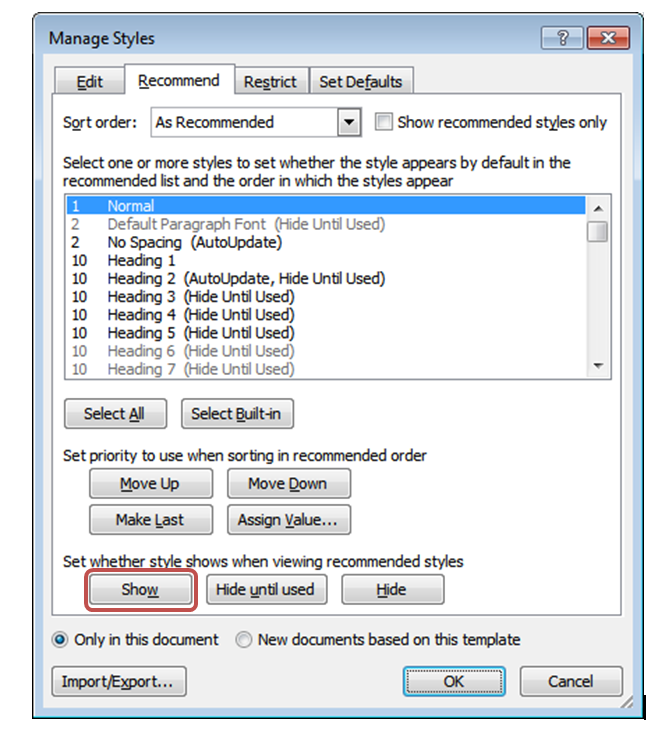 Manage Styles
Edit Recommend Restrict Set Defaults
Sort order: As Recommended Show recommended styles only
Select one or more styles to set whether the style appears by default in the
recommended list and the order in which the styles appear
1 Normal
2 Default Paragraph Font (Hide Until Used)
2 No Spacing (AutoUpdate)
10 Heading 1
10 Heading 2 (AutoUpdate, Hide Until Used)
10 Heading 3 (Hide Until Used)
10 Heading 4 (Hide Until Used)
10 Heading 5 (Hide Until Used)
10 Heading 6 (Hide Until Used)
10 Heading 7 (Hide Until Used)
Select All Select Built-in
Set priority to use when sorting in recommended order
Move Up Move Down
Make Last Assign Value...
Set whether style shows when viewing recommended styles
Show Hide until used Hide
Only in this document New documents based on this template
Import/Export... OK Cancel